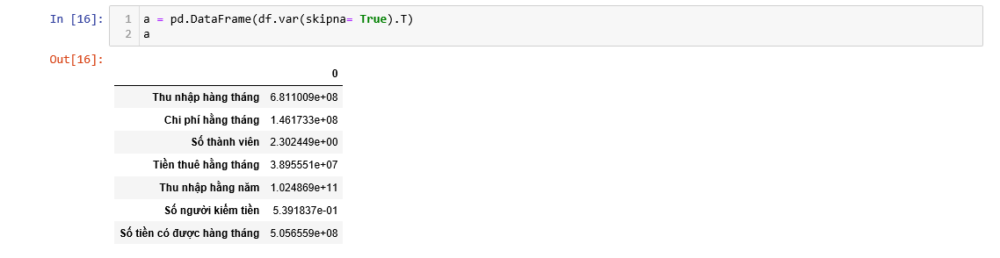 In [16]: 1 a = pd.DataFrame(df.var(skipna= True).T)
2 a
Out[16]:
0
Thu nhập hàng tháng 6.811009e+08
Chi phí hằng tháng 1.461733e+08
Số thành viên 2.302449e+00
Tiền thuê hằng tháng 3.895551e+07
Thu nhập hằng năm 1.024869e+11
Số người kiếm tiền 5.391837e-01
Số tiền có được hàng tháng 5.056559e+08